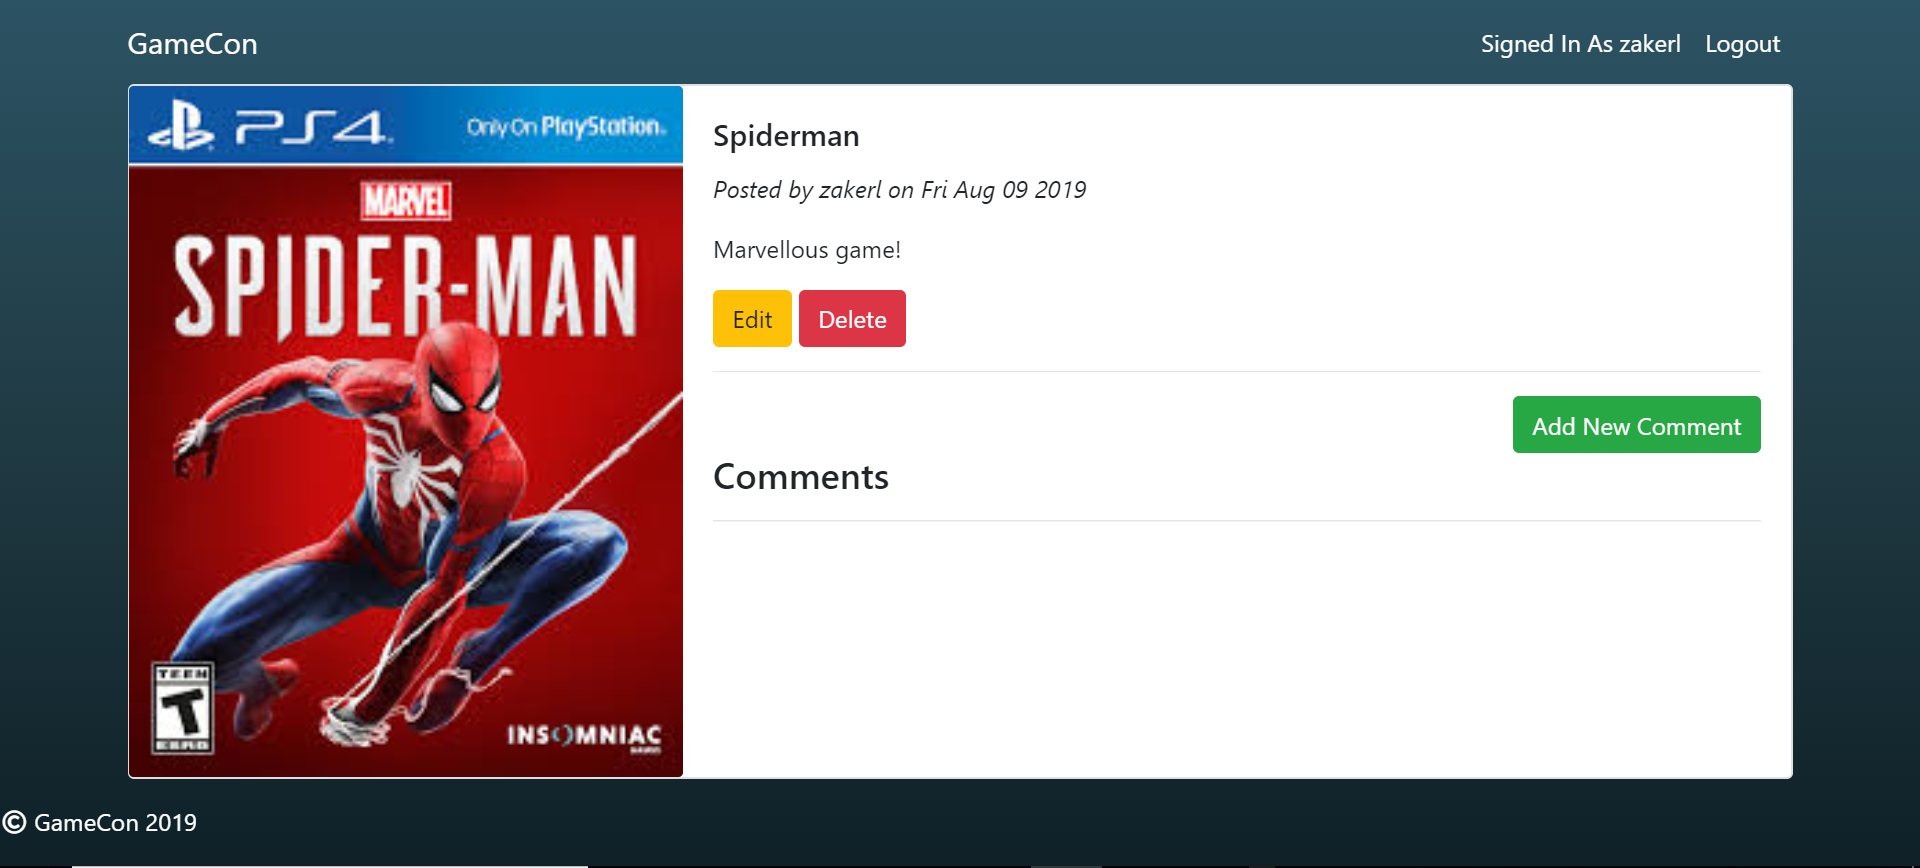 GameCon
Signed In As zakerl Logout
PS4
Only On PlayStation
MARVEL
SPIDER-MAN
TEEN
T
ESRB
INSOMNIAC
GAMES
Spiderman
Posted by zakerl on Fri Aug 09 2019
Marvellous game!
Edit Delete
Add New Comment
Comments
© GameCon 2019